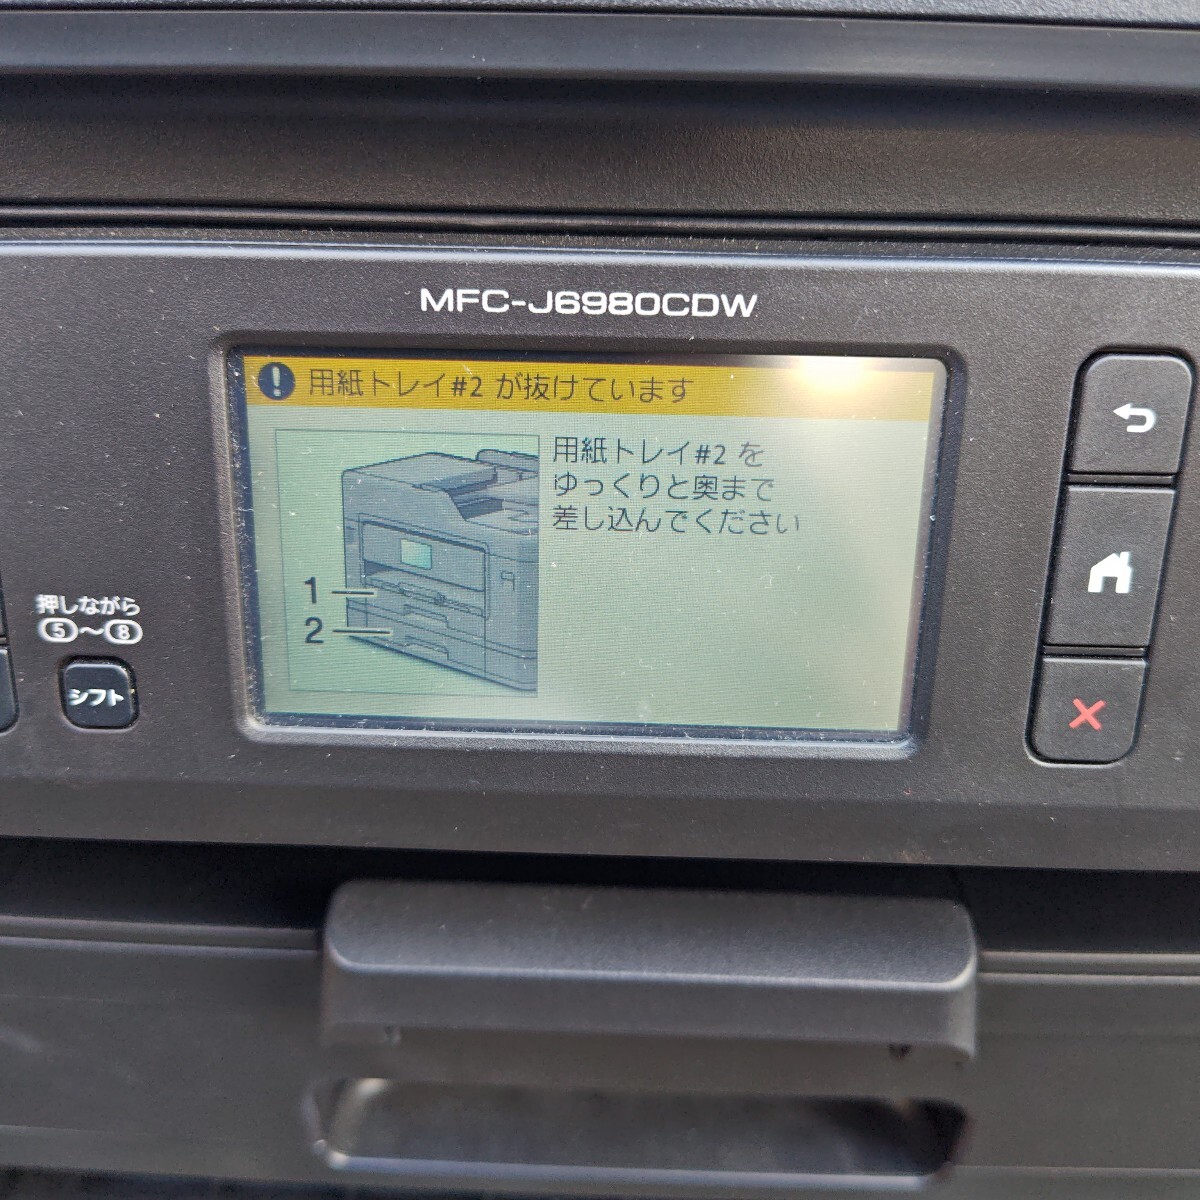 MFC-J6980CDW
用紙トレイ#2 が抜けています
用紙トレイ#2 を
ゆっくりと奥まで
差し込んでください
1
2
押しながら
5~8
シフト